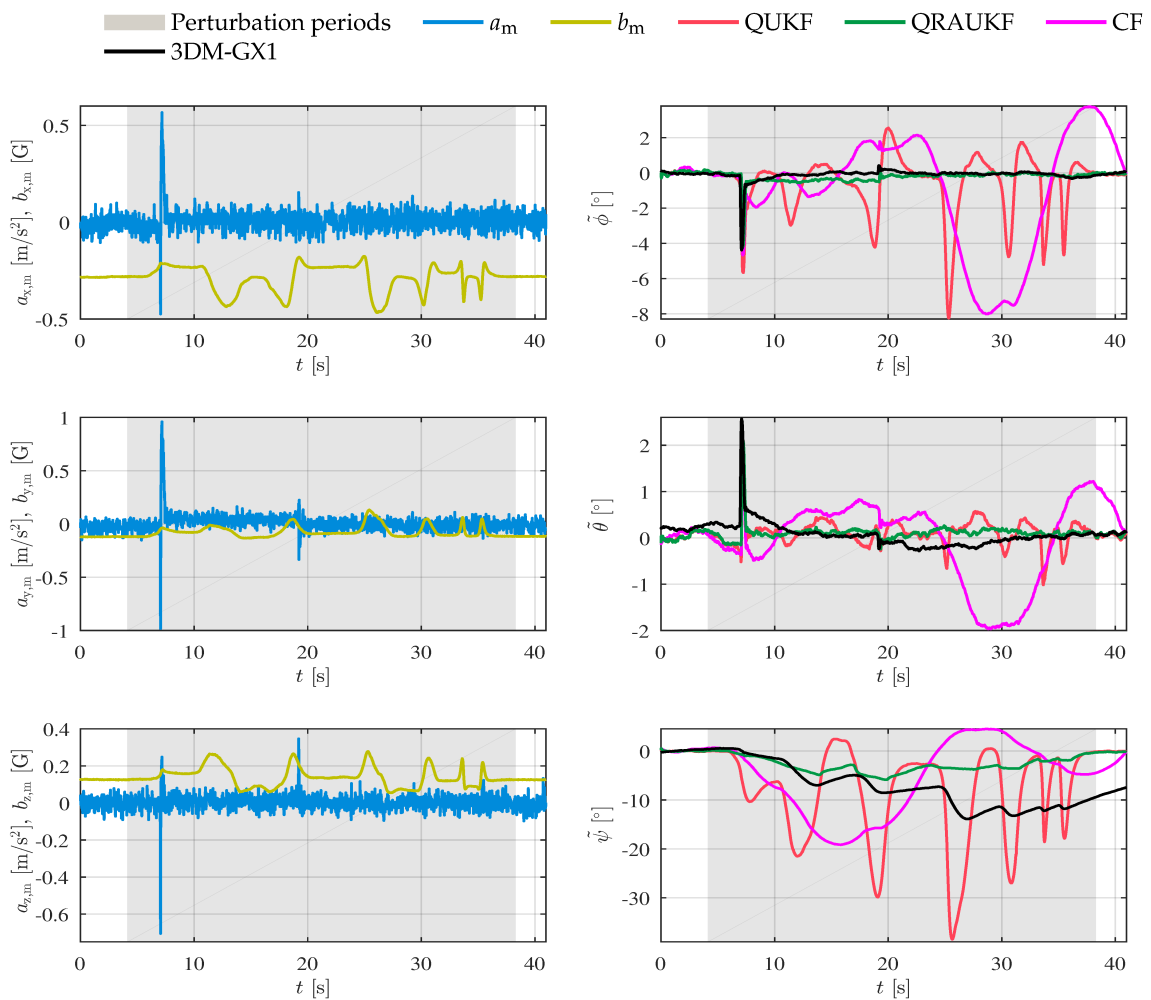 Perturbation periods a_m b_m QUKF QRAUKF CF
3DM-GX1
a_x,m [m/s²], b_x,m [G]
0.5
0
-0.5
0 10 20 30 40
t [s]
ϕ̃ [°]
2
0
-2
-4
-6
-8
0 10 20 30 40
t [s]
a_y,m [m/s²], b_y,m [G]
1
0.5
0
-0.5
-1
0 10 20 30 40
t [s]
θ̃ [°]
2
1
0
-1
-2
0 10 20 30 40
t [s]
a_z,m [m/s²], b_z,m [G]
0.4
0.2
0
-0.2
-0.4
-0.6
0 10 20 30 40
t [s]
ψ̃ [°]
0
-10
-20
-30
0 10 20 30 40
t [s]